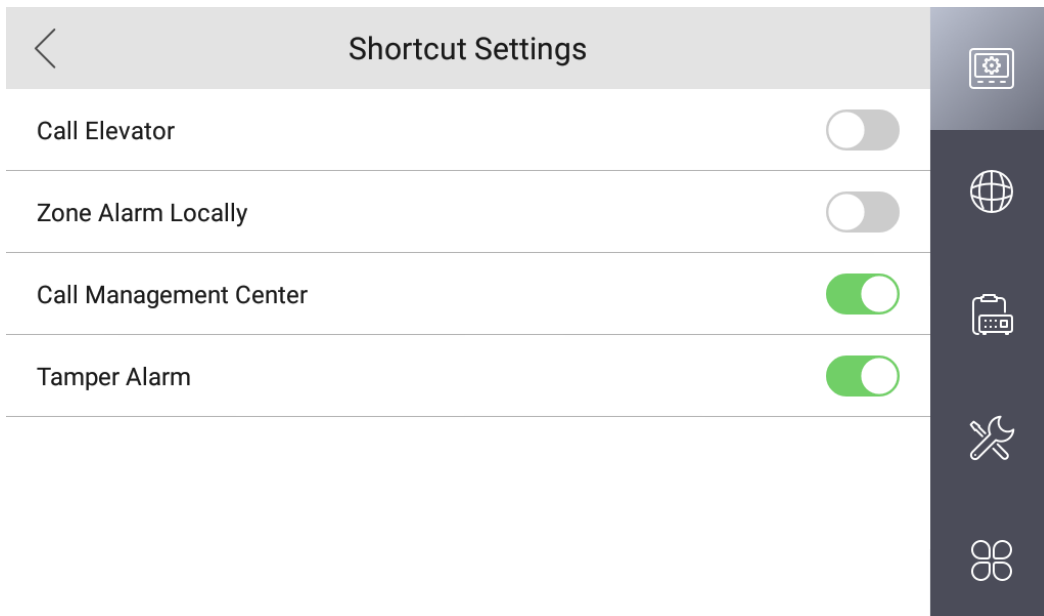 Shortcut Settings
Call Elevator
Zone Alarm Locally
Call Management Center
Tamper Alarm